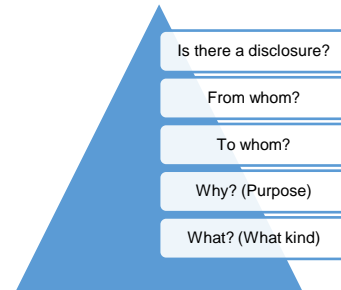 Is there a disclosure?
From whom?
To whom?
Why? (Purpose)
What? (What kind)